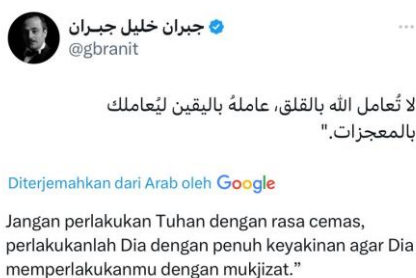 جبران خليل جبـران
@gbranit
لا تُعامل الله بالقلق، عاملهُ باليقين ليُعاملك
بالمعجزات."
Diterjemahkan dari Arab oleh Google
Jangan perlakukan Tuhan dengan rasa cemas,
perlakukanlah Dia dengan penuh keyakinan agar Dia
memperlakukanmu dengan mukjizat.”